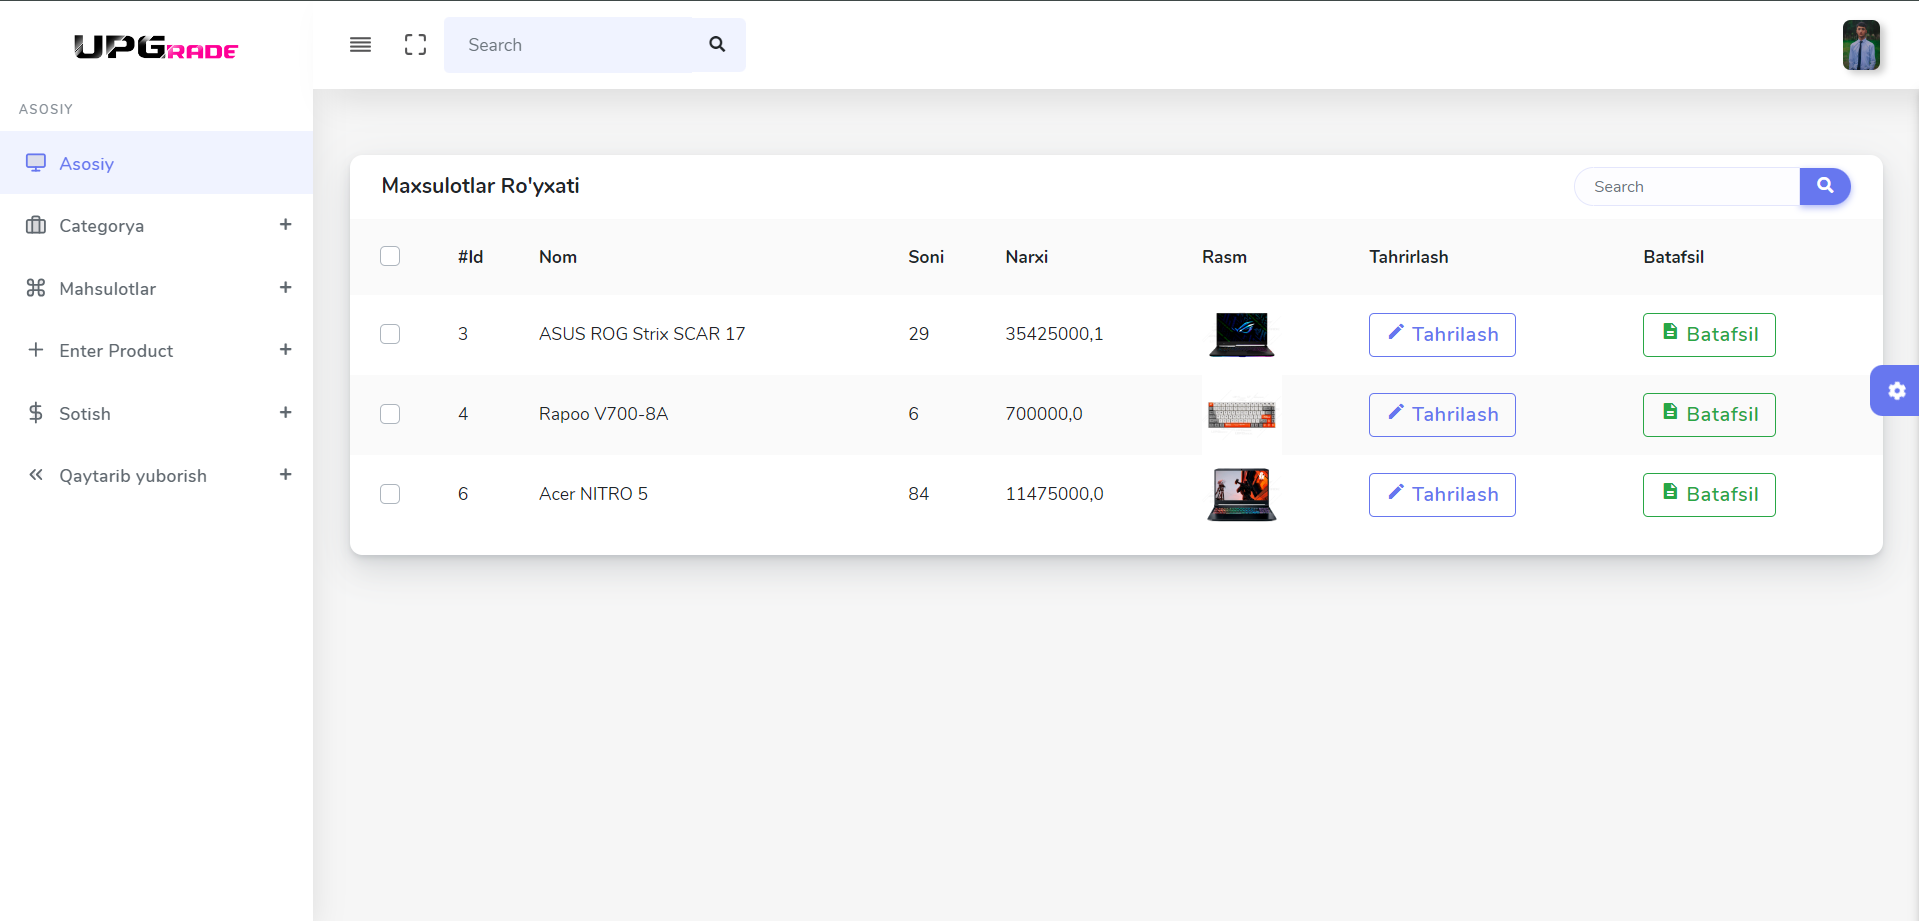 UPGRADE
Search
ASOSIY
Asosiy
Categorya
Mahsulotlar
Enter Product
Sotish
Qaytarib yuborish
Maxsulotlar Ro'yxati
Search
#Id Nom Soni Narxi Rasm Tahrirlash Batafsil
3 ASUS ROG Strix SCAR 17 29 35425000,1 Tahrilash Batafsil
4 Rapoo V700-8A 6 700000,0 Tahrilash Batafsil
6 Acer NITRO 5 84 11475000,0 Tahrilash Batafsil